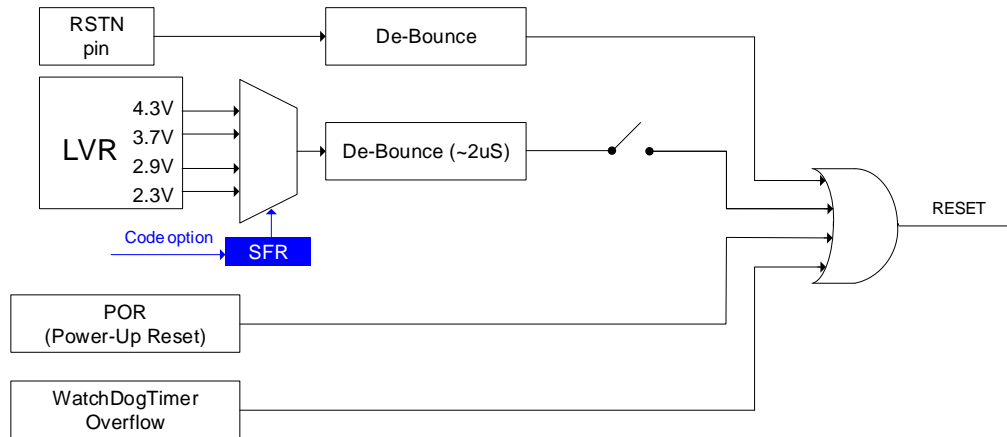 RSTN
pin
De-Bounce
LVR
4.3V
3.7V
2.9V
2.3V
De-Bounce (~2uS)
RESET
Code option
SFR
POR
(Power-Up Reset)
WatchDogTimer
Overflow